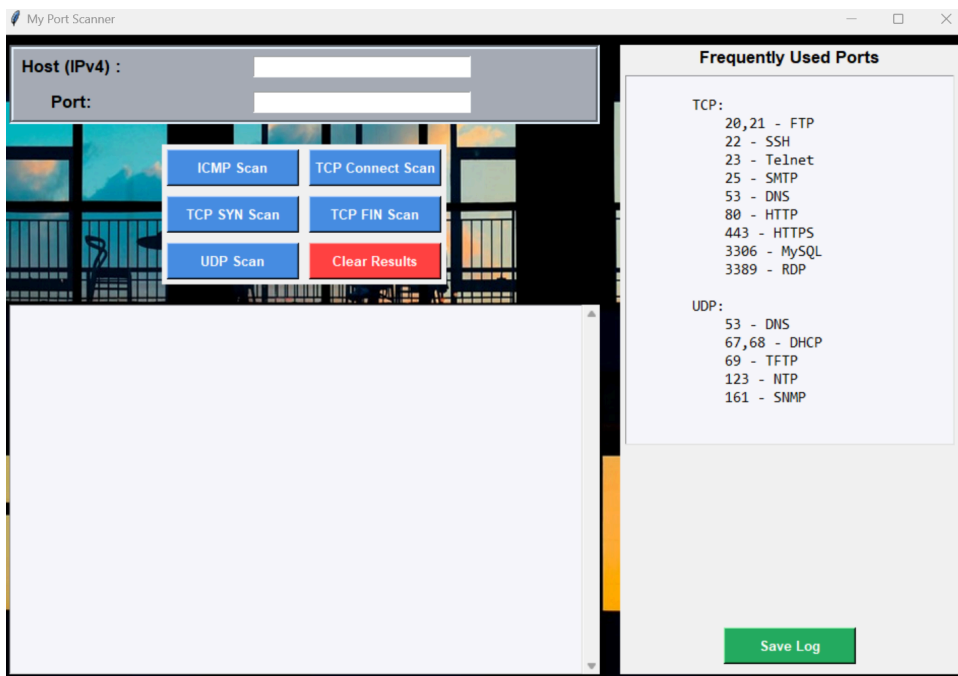 My Port Scanner
Host (IPv4) :
Port:
ICMP Scan
TCP Connect Scan
TCP SYN Scan
TCP FIN Scan
UDP Scan
Clear Results
Frequently Used Ports
TCP:
20,21 - FTP
22 - SSH
23 - Telnet
25 - SMTP
53 - DNS
80 - HTTP
443 - HTTPS
3306 - MySQL
3389 - RDP
UDP:
53 - DNS
67,68 - DHCP
69 - TFTP
123 - NTP
161 - SNMP
Save Log